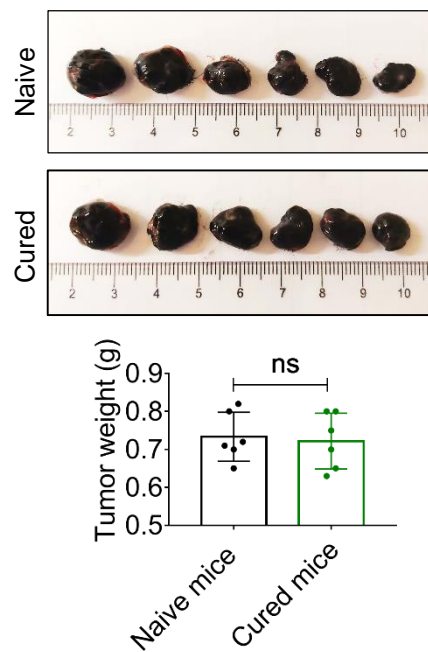 Naive
2 3 4 5 6 7 8 9 10
Cured
2 3 4 5 6 7 8 9 10
ns
Tumor weight (g)
0.9
0.8
0.7
0.6
0.5
Naive mice
Cured mice